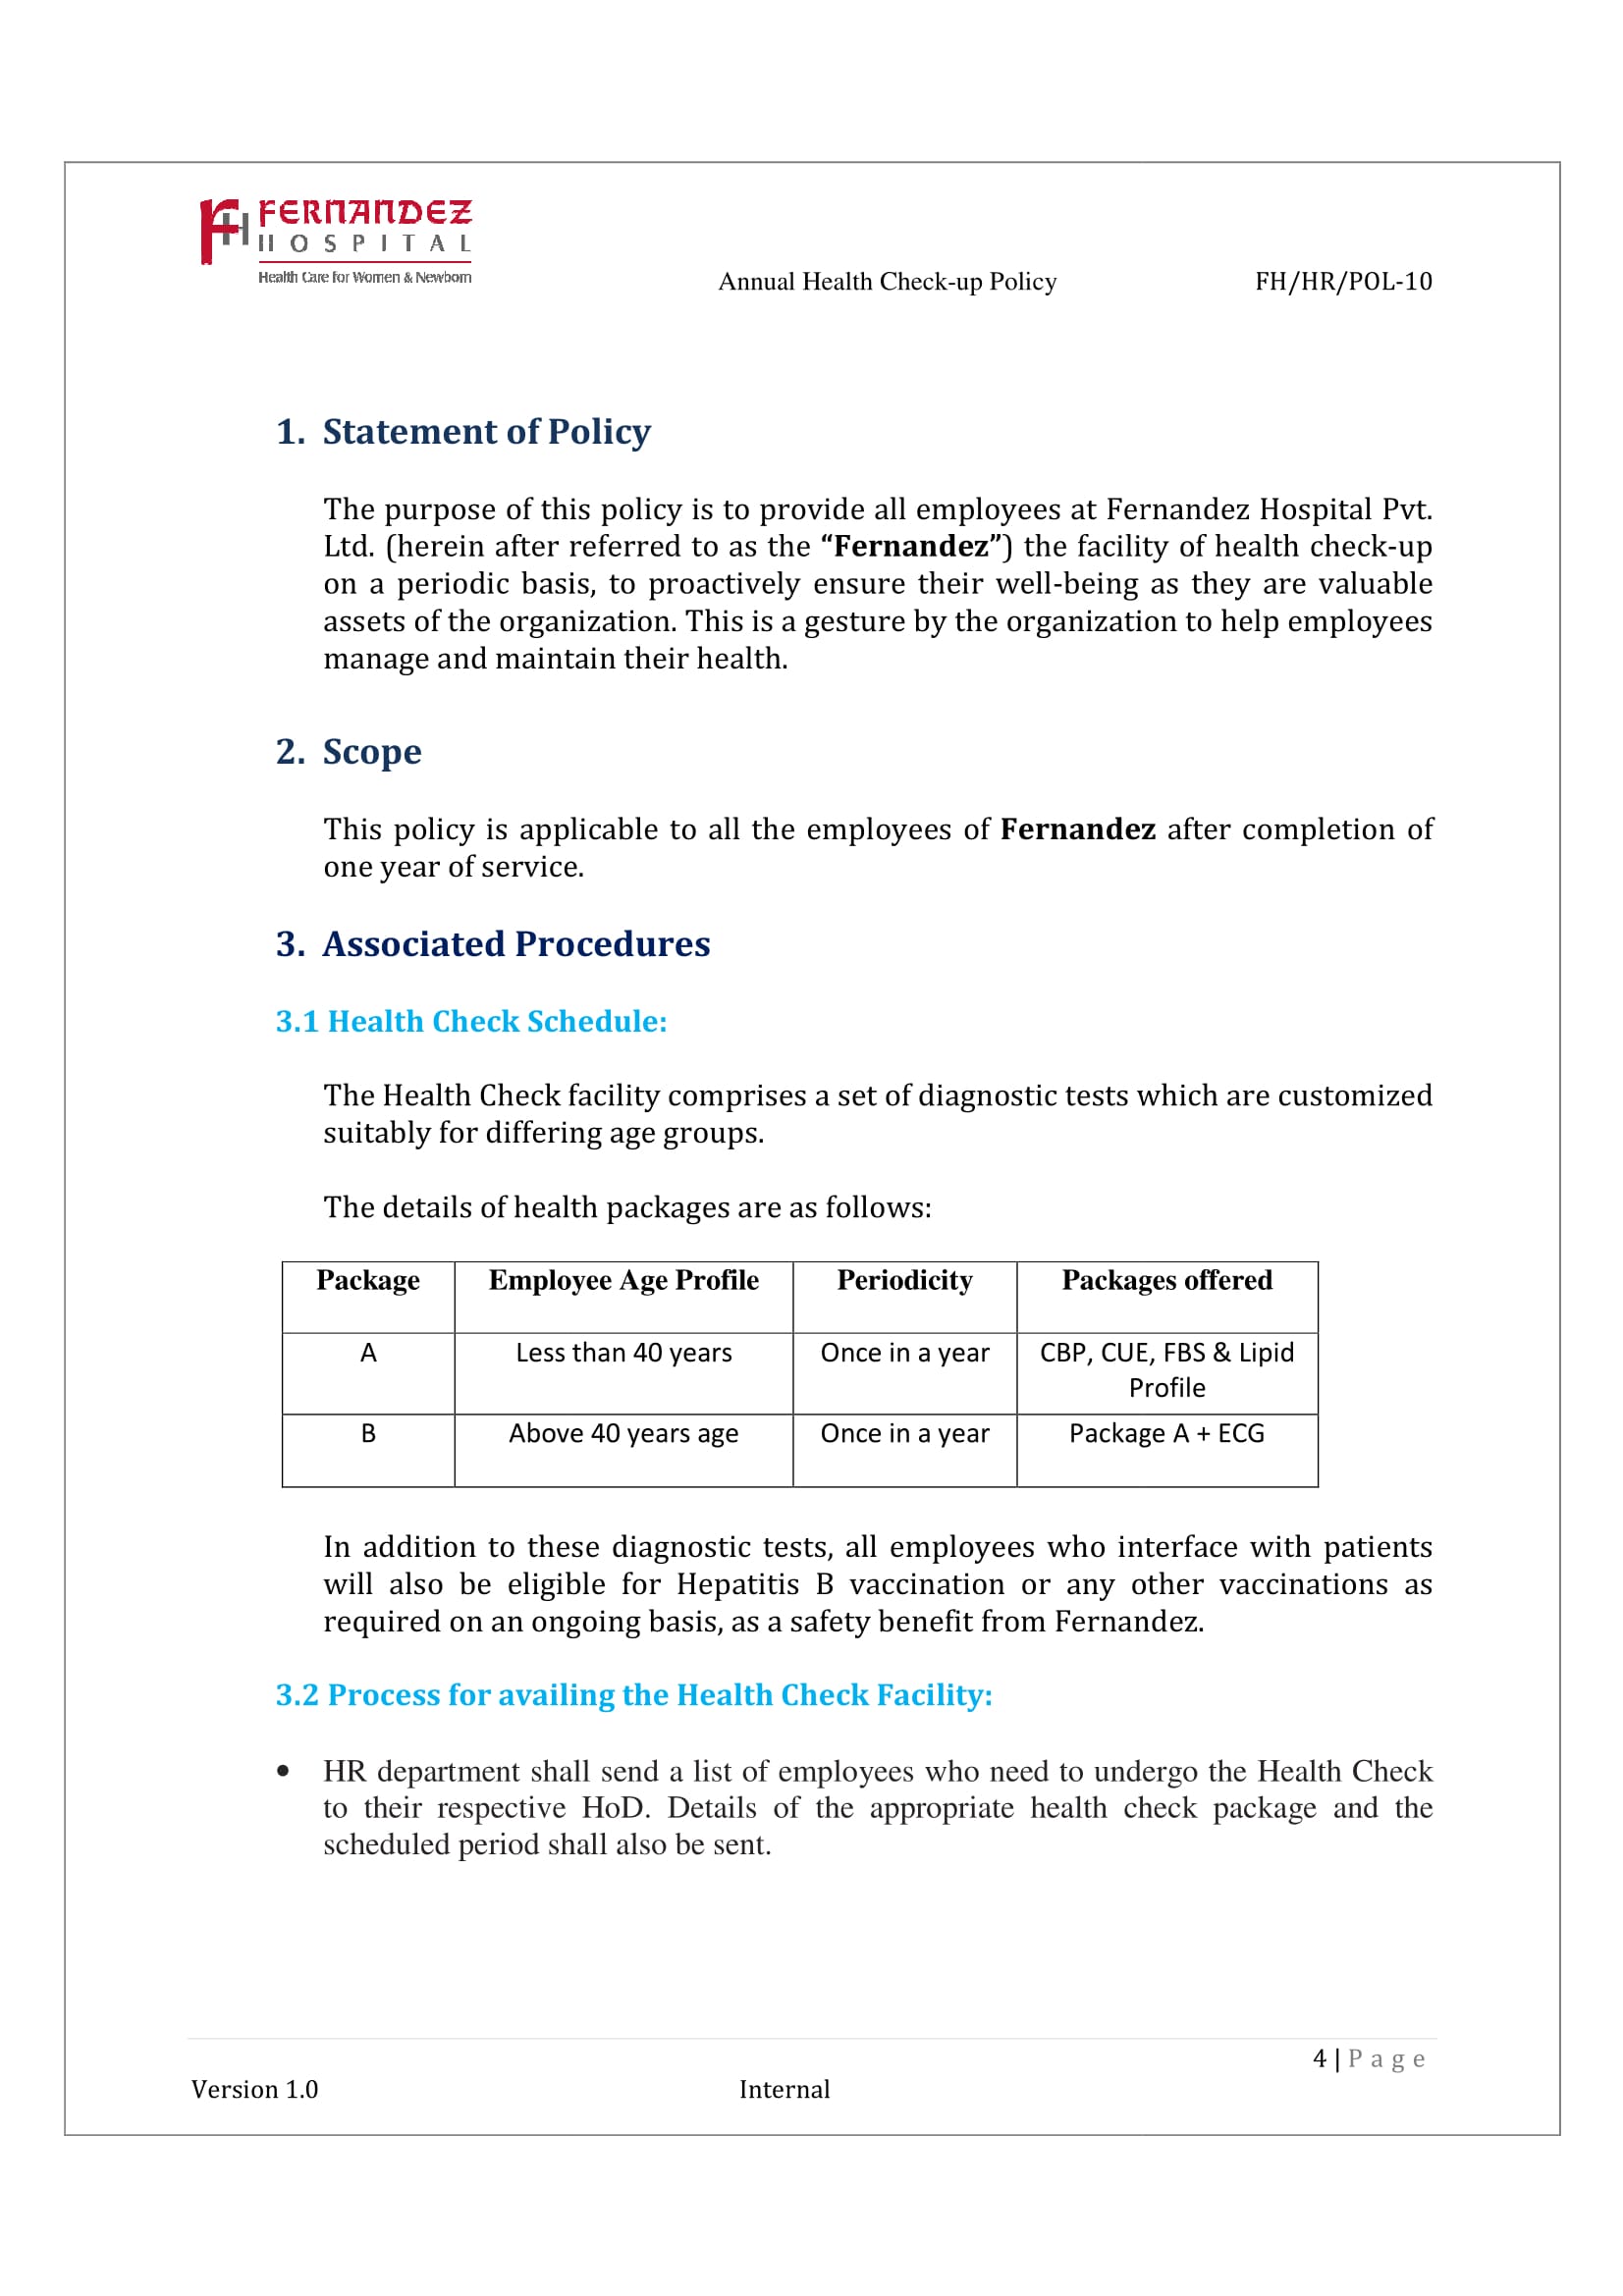 FH FERNANDEZ
HOSPITAL
Health Care for Women & Newborn
Annual Health Check-up Policy FH/HR/POL-10
1. Statement of Policy
The purpose of this policy is to provide all employees at Fernandez Hospital Pvt.
Ltd. (herein after referred to as the “Fernandez”) the facility of health check-up
on a periodic basis, to proactively ensure their well-being as they are valuable
assets of the organization. This is a gesture by the organization to help employees
manage and maintain their health.
2. Scope
This policy is applicable to all the employees of Fernandez after completion of
one year of service.
3. Associated Procedures
3.1 Health Check Schedule:
The Health Check facility comprises a set of diagnostic tests which are customized
suitably for differing age groups.
The details of health packages are as follows:
Package Employee Age Profile Periodicity Packages offered
A Less than 40 years Once in a year CBP, CUE, FBS & Lipid
Profile
B Above 40 years age Once in a year Package A + ECG
In addition to these diagnostic tests, all employees who interface with patients
will also be eligible for Hepatitis B vaccination or any other vaccinations as
required on an ongoing basis, as a safety benefit from Fernandez.
3.2 Process for availing the Health Check Facility:
• HR department shall send a list of employees who need to undergo the Health Check
to their respective HoD. Details of the appropriate health check package and the
scheduled period shall also be sent.
4 | Page
Version 1.0 Internal